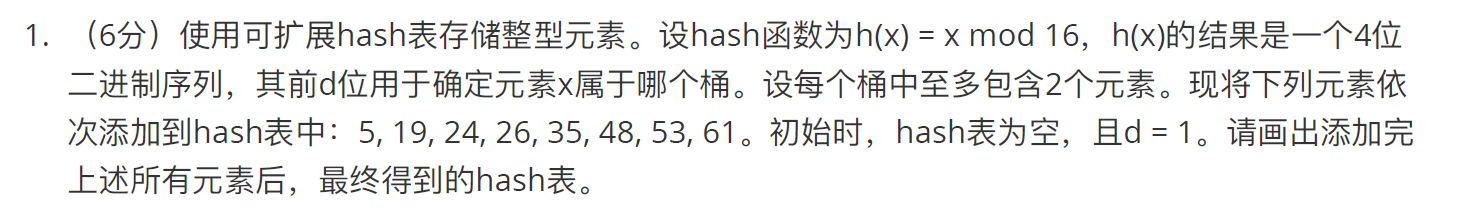 1. （6分）使用可扩展hash表存储整型元素。设hash函数为h(x) = x mod 16，h(x)的结果是一个4位
二进制序列，其前d位用于确定元素x属于哪个桶。设每个桶中至多包含2个元素。现将下列元素依
次添加到hash表中：5, 19, 24, 26, 35, 48, 53, 61。初始时，hash表为空，且d = 1。请画出添加完
上述所有元素后，最终得到的hash表。